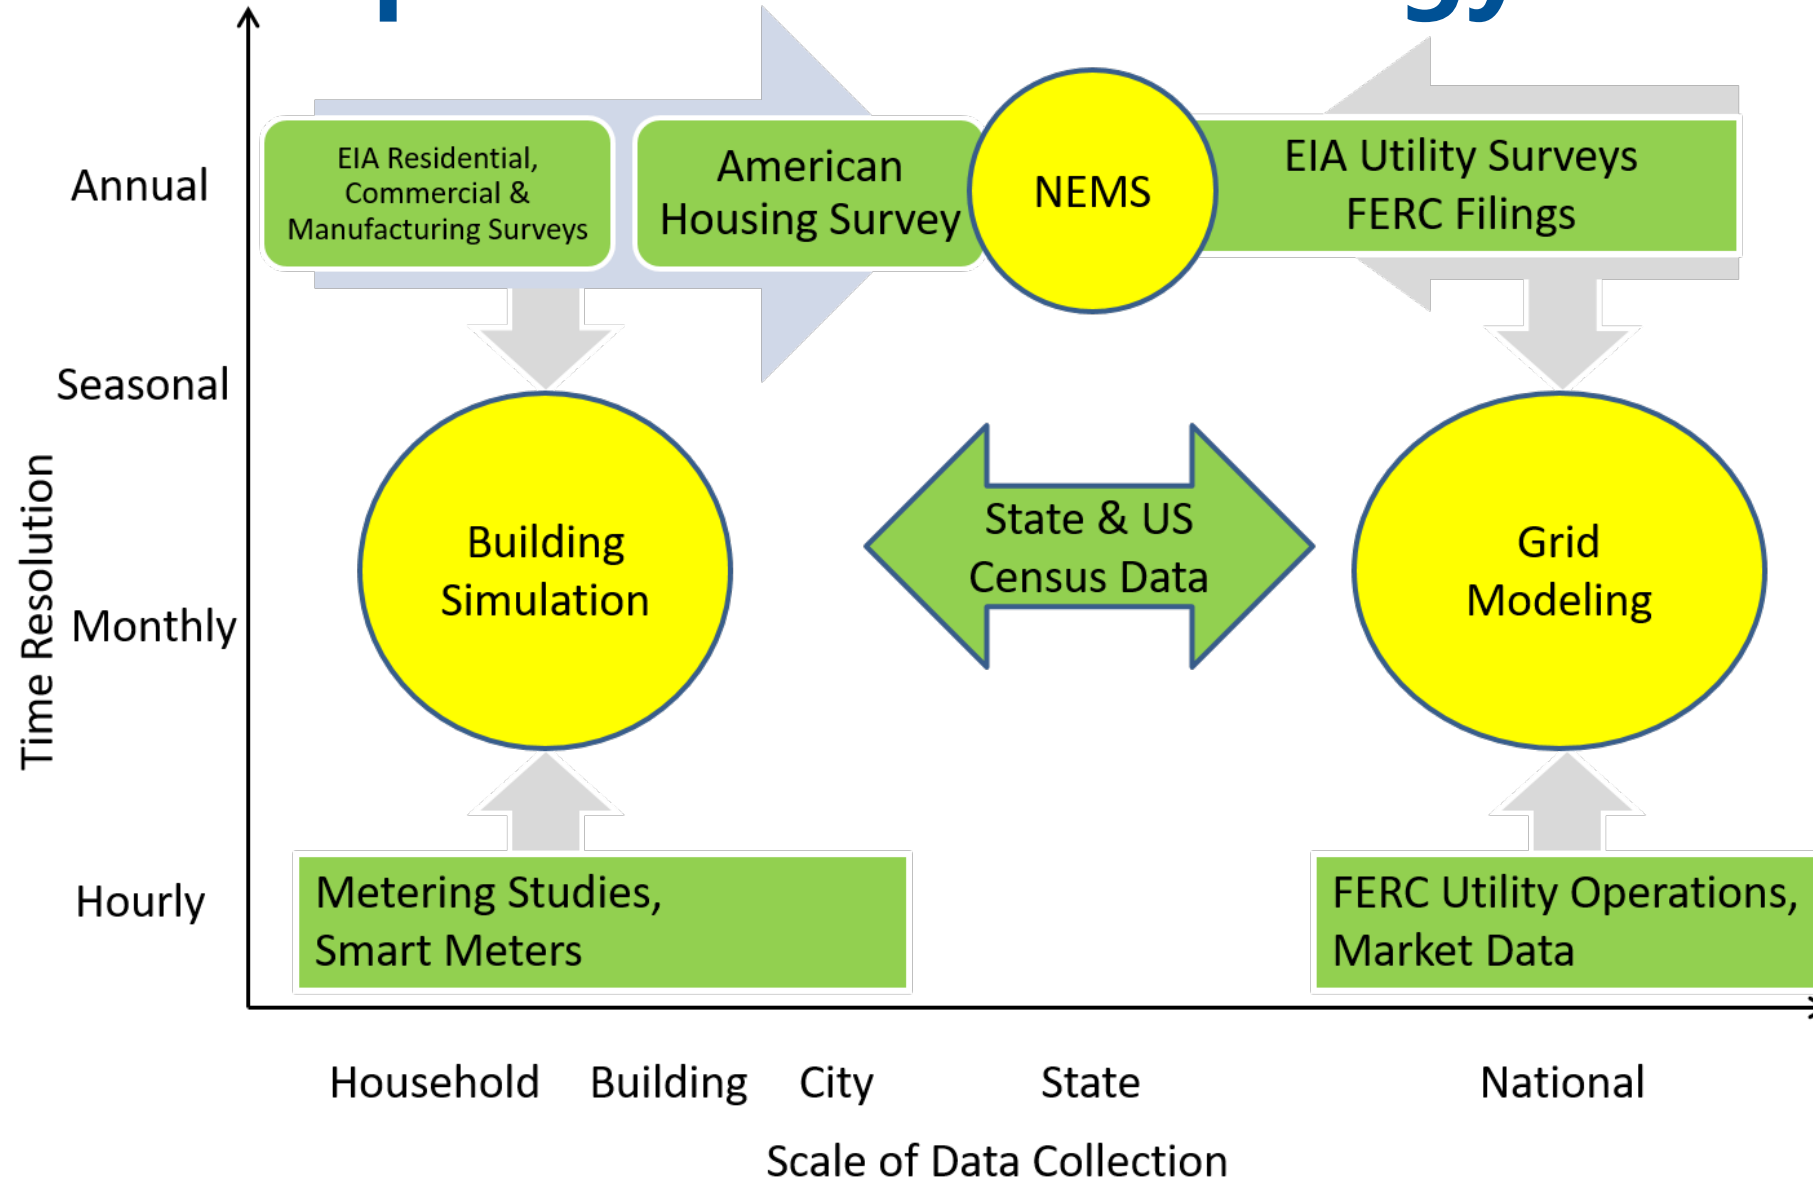 Annual
EIA Residential,
Commercial &
Manufacturing Surveys
American
Housing Survey
NEMS
EIA Utility Surveys
FERC Filings
Seasonal
Time Resolution
Building
Simulation
State & US
Census Data
Grid
Modeling
Monthly
Hourly
Metering Studies,
Smart Meters
FERC Utility Operations,
Market Data
Household
Building
City
State
National
Scale of Data Collection